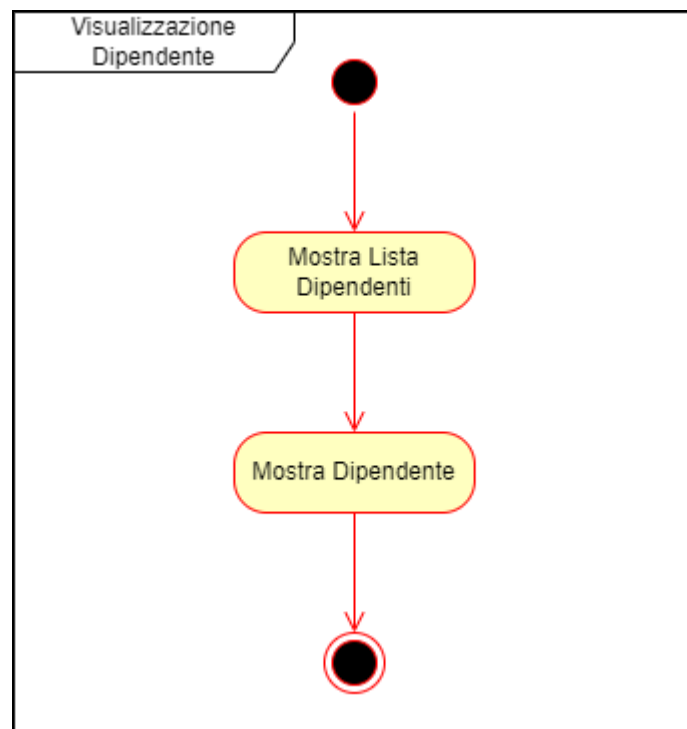 Visualizzazione
Dipendente
Mostra Lista
Dipendenti
Mostra Dipendente